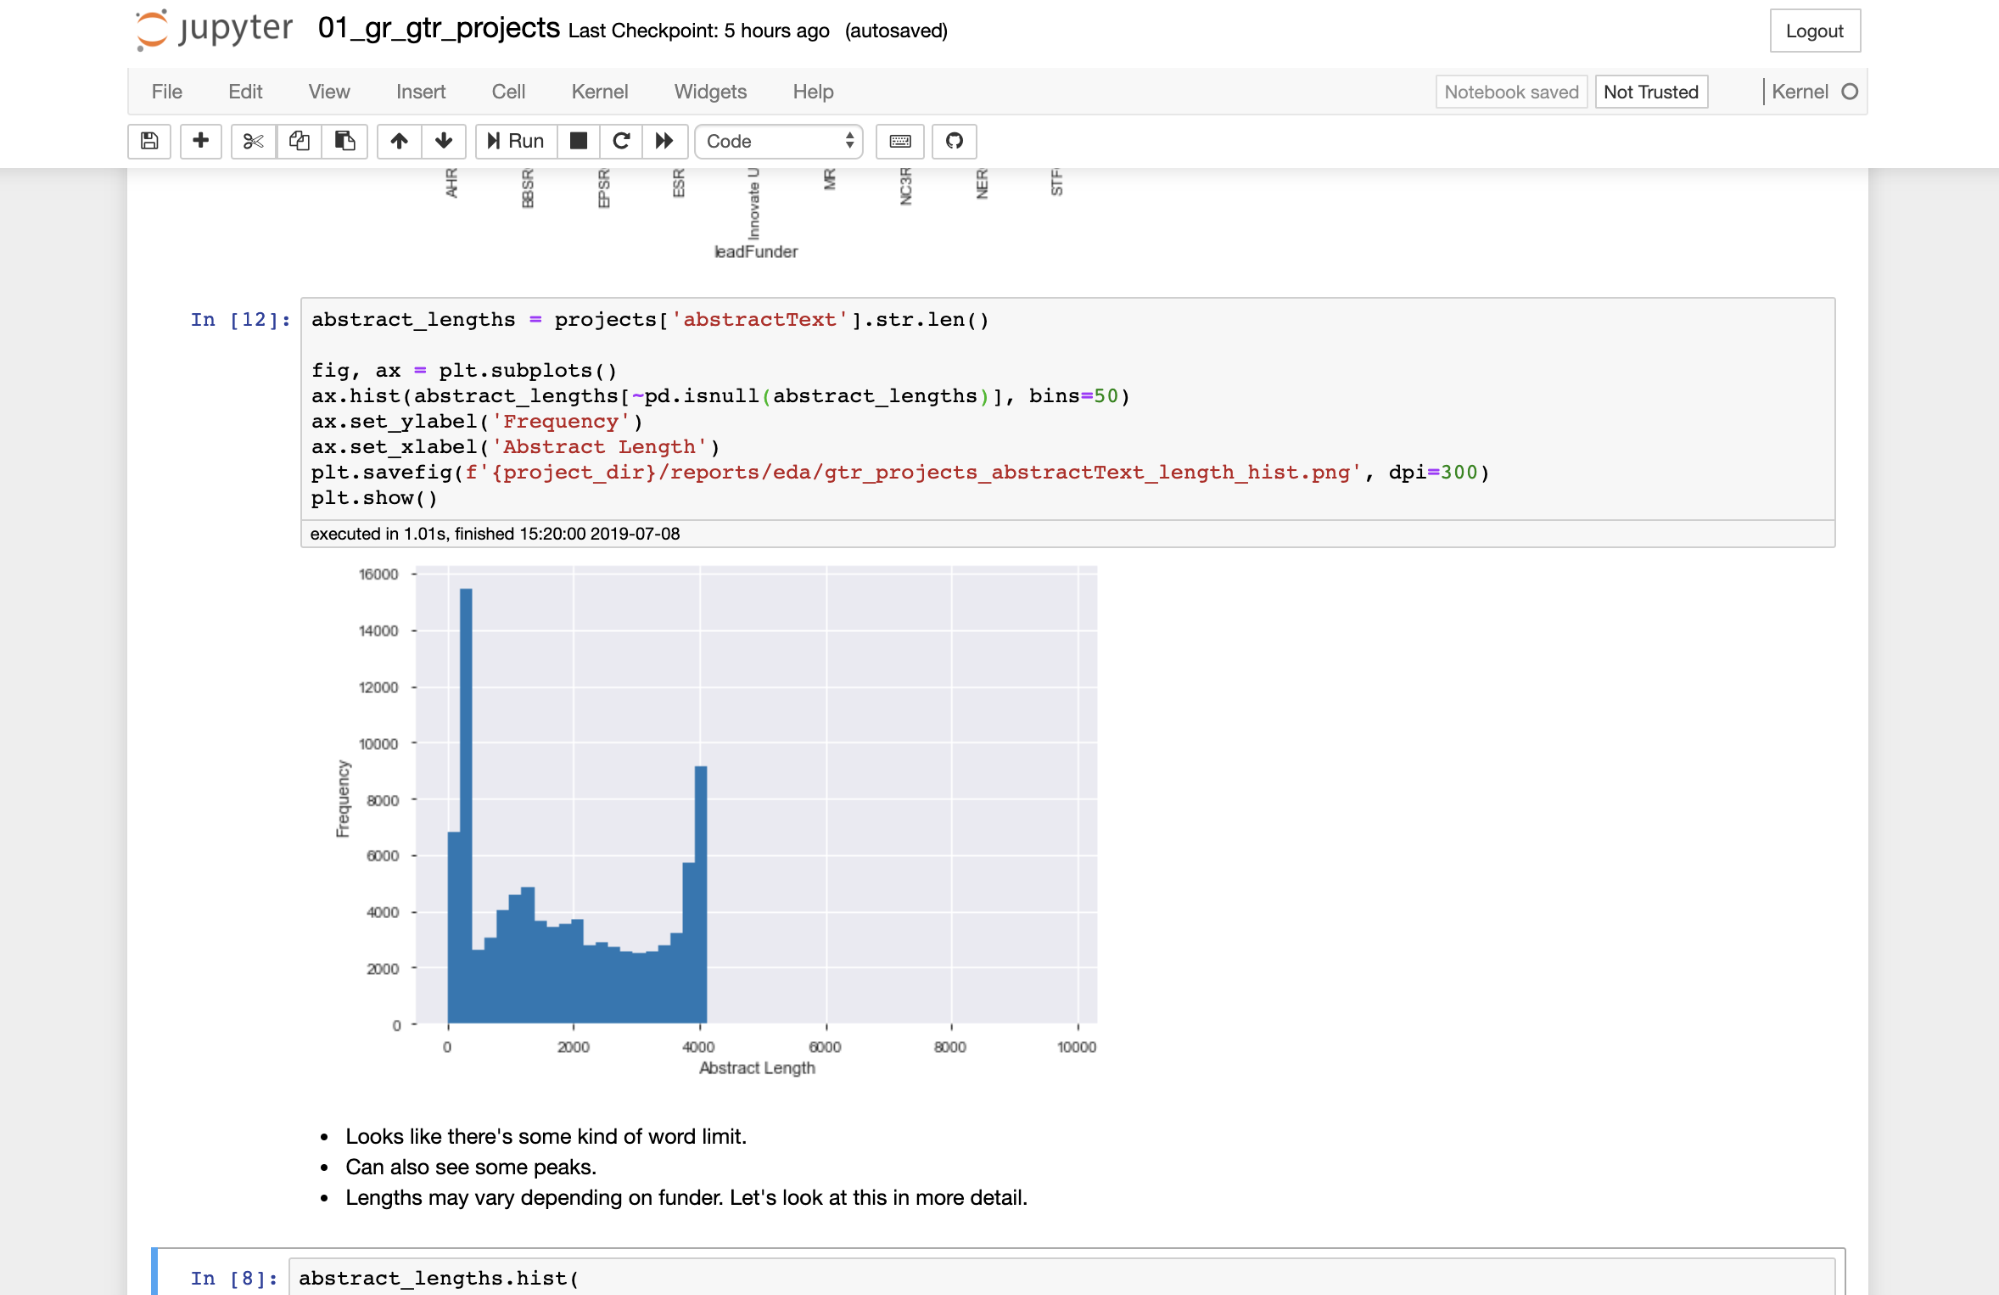 jupyter 01_gr_gtr_projects Last Checkpoint: 5 hours ago (autosaved) Logout
File Edit View Insert Cell Kernel Widgets Help Notebook saved Not Trusted Kernel
Run Code
AHR BBSR EPSR ESR Innovate U MR NC3R NER STF
leadFunder
In [12]: abstract_lengths = projects['abstractText'].str.len()
fig, ax = plt.subplots()
ax.hist(abstract_lengths[~pd.isnull(abstract_lengths)], bins=50)
ax.set_ylabel('Frequency')
ax.set_xlabel('Abstract Length')
plt.savefig(f'{project_dir}/reports/eda/gtr_projects_abstractText_length_hist.png', dpi=300)
plt.show()
executed in 1.01s, finished 15:20:00 2019-07-08
16000
14000
12000
10000
8000
6000
4000
2000
0
Frequency
0 2000 4000 6000 8000 10000
Abstract Length
• Looks like there's some kind of word limit.
• Can also see some peaks.
• Lengths may vary depending on funder. Let's look at this in more detail.
In [8]: abstract_lengths.hist(